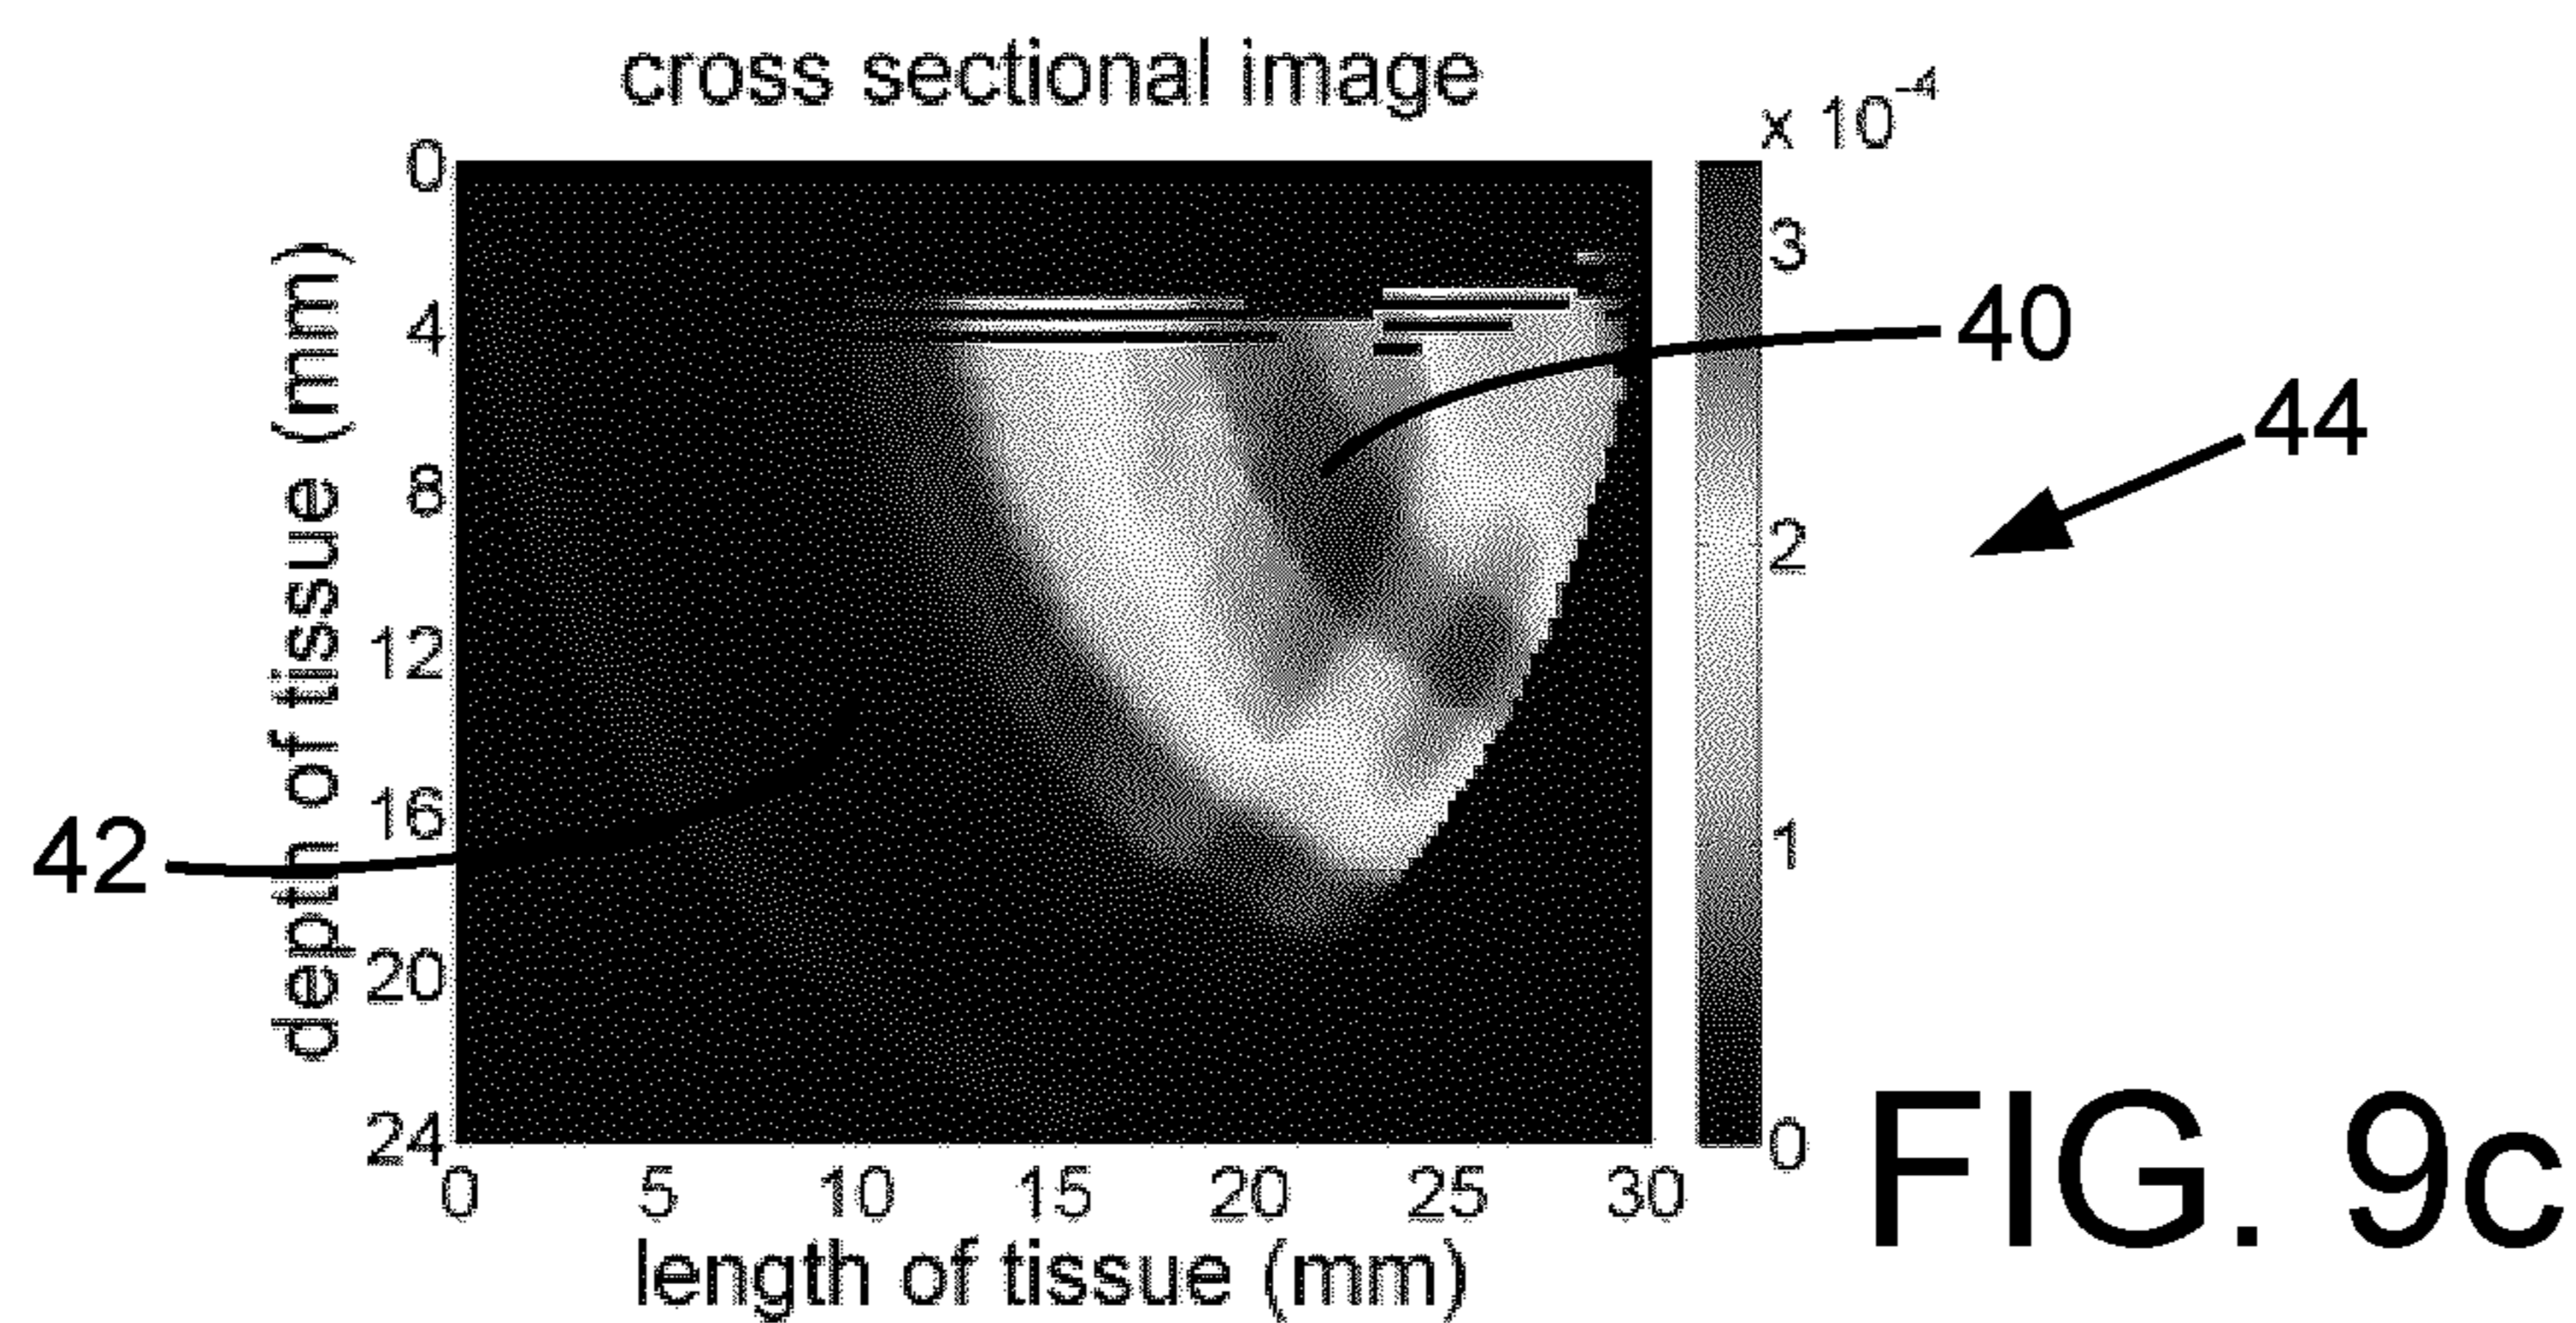 cross sectional image
x 10-4
depth of tissue (mm)
0
4
8
12
16
20
24
0 5 10 15 20 25 30
length of tissue (mm)
3
2
1
0
40
44
42
FIG. 9c